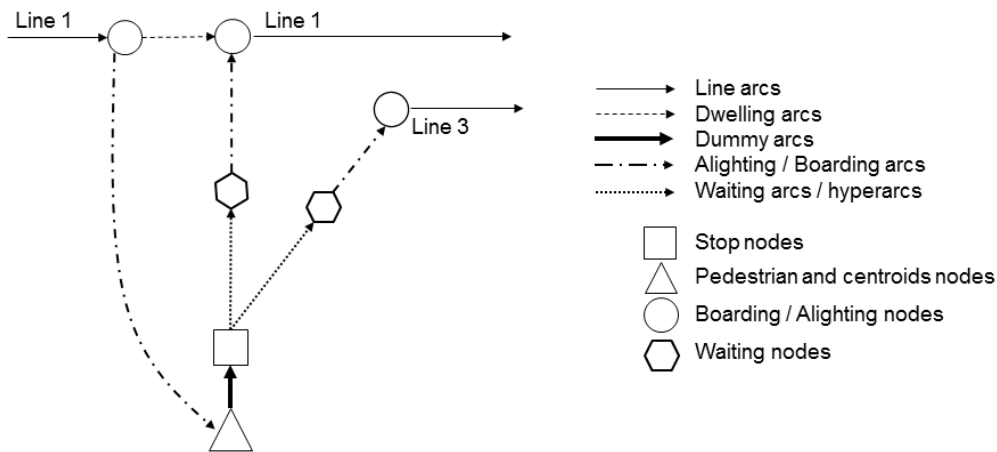 Line 1
Line 1
Line 3
Line arcs
Dwelling arcs
Dummy arcs
Alighting / Boarding arcs
Waiting arcs / hyperarcs
Stop nodes
Pedestrian and centroids nodes
Boarding / Alighting nodes
Waiting nodes